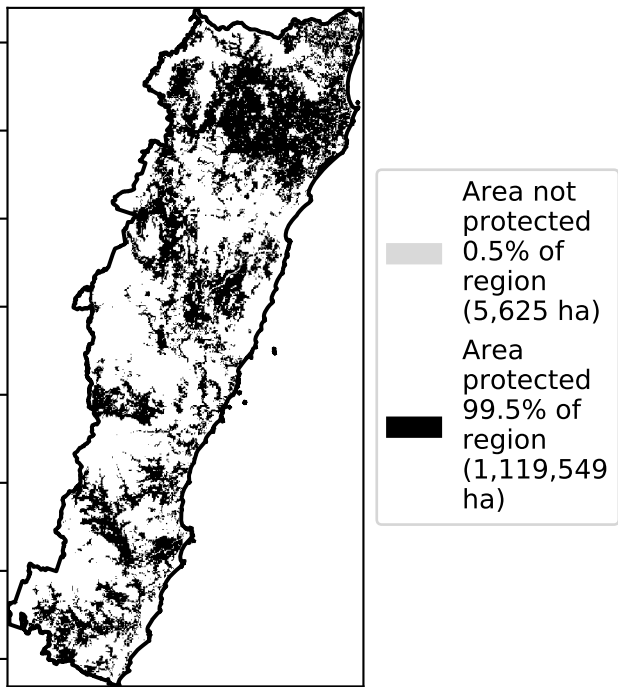 Area not
protected
0.5% of
region
(5,625 ha)
Area
protected
99.5% of
region
(1,119,549
ha)